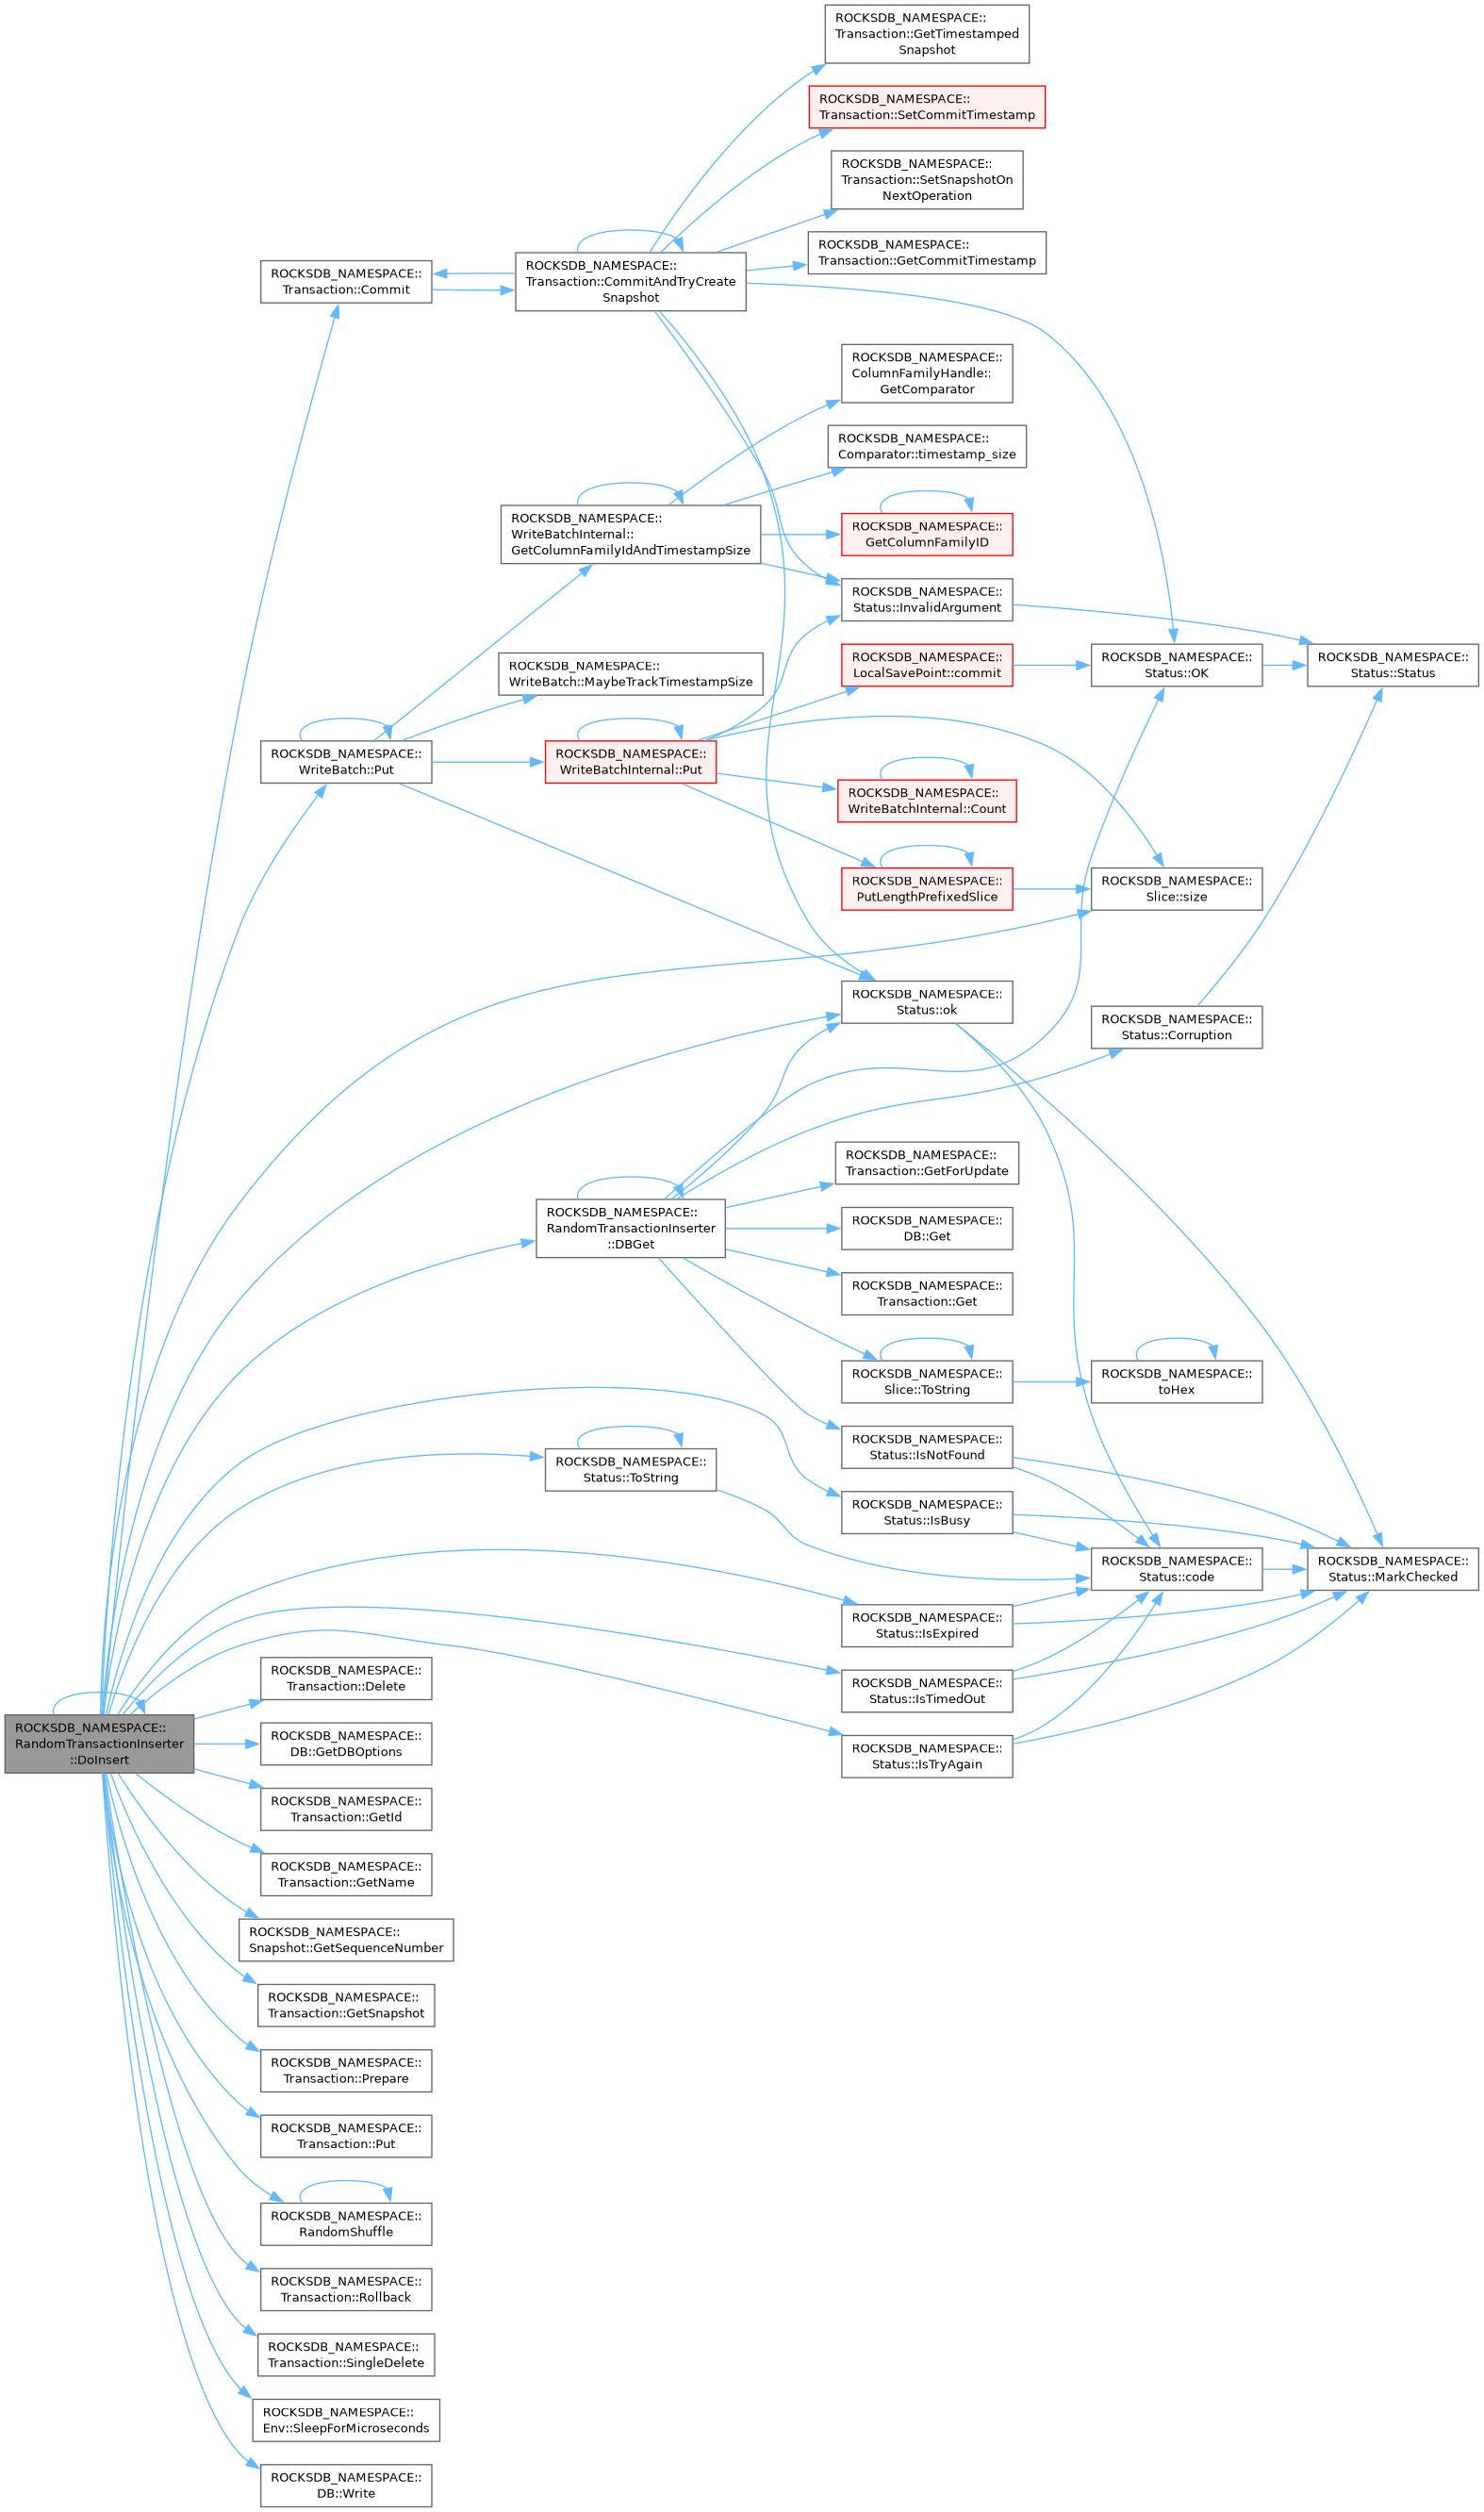 ROCKSDB_NAMESPACE::
Transaction::GetTimestamped
Snapshot
ROCKSDB_NAMESPACE::
Transaction::SetCommitTimestamp
ROCKSDB_NAMESPACE::
Transaction::SetSnapshotOn
NextOperation
ROCKSDB_NAMESPACE::
Transaction::GetCommitTimestamp
ROCKSDB_NAMESPACE::
Transaction::Commit
ROCKSDB_NAMESPACE::
Transaction::CommitAndTryCreate
Snapshot
ROCKSDB_NAMESPACE::
ColumnFamilyHandle::
GetComparator
ROCKSDB_NAMESPACE::
Comparator::timestamp_size
ROCKSDB_NAMESPACE::
WriteBatchInternal::
GetColumnFamilyIdAndTimestampSize
ROCKSDB_NAMESPACE::
GetColumnFamilyID
ROCKSDB_NAMESPACE::
Status::InvalidArgument
ROCKSDB_NAMESPACE::
WriteBatch::MaybeTrackTimestampSize
ROCKSDB_NAMESPACE::
LocalSavePoint::commit
ROCKSDB_NAMESPACE::
Status::OK
ROCKSDB_NAMESPACE::
Status::Status
ROCKSDB_NAMESPACE::
WriteBatch::Put
ROCKSDB_NAMESPACE::
WriteBatchInternal::Put
ROCKSDB_NAMESPACE::
WriteBatchInternal::Count
ROCKSDB_NAMESPACE::
PutLengthPrefixedSlice
ROCKSDB_NAMESPACE::
Slice::size
ROCKSDB_NAMESPACE::
Status::ok
ROCKSDB_NAMESPACE::
Status::Corruption
ROCKSDB_NAMESPACE::
Transaction::GetForUpdate
ROCKSDB_NAMESPACE::
RandomTransactionInserter
::DBGet
ROCKSDB_NAMESPACE::
DB::Get
ROCKSDB_NAMESPACE::
Transaction::Get
ROCKSDB_NAMESPACE::
Slice::ToString
ROCKSDB_NAMESPACE::
toHex
ROCKSDB_NAMESPACE::
Status::IsNotFound
ROCKSDB_NAMESPACE::
Status::ToString
ROCKSDB_NAMESPACE::
Status::IsBusy
ROCKSDB_NAMESPACE::
Status::code
ROCKSDB_NAMESPACE::
Status::MarkChecked
ROCKSDB_NAMESPACE::
Status::IsExpired
ROCKSDB_NAMESPACE::
Status::IsTimedOut
ROCKSDB_NAMESPACE::
Status::IsTryAgain
ROCKSDB_NAMESPACE::
Transaction::Delete
ROCKSDB_NAMESPACE::
RandomTransactionInserter
::DoInsert
ROCKSDB_NAMESPACE::
DB::GetDBOptions
ROCKSDB_NAMESPACE::
Transaction::GetId
ROCKSDB_NAMESPACE::
Transaction::GetName
ROCKSDB_NAMESPACE::
Snapshot::GetSequenceNumber
ROCKSDB_NAMESPACE::
Transaction::GetSnapshot
ROCKSDB_NAMESPACE::
Transaction::Prepare
ROCKSDB_NAMESPACE::
Transaction::Put
ROCKSDB_NAMESPACE::
RandomShuffle
ROCKSDB_NAMESPACE::
Transaction::Rollback
ROCKSDB_NAMESPACE::
Transaction::SingleDelete
ROCKSDB_NAMESPACE::
Env::SleepForMicroseconds
ROCKSDB_NAMESPACE::
DB::Write